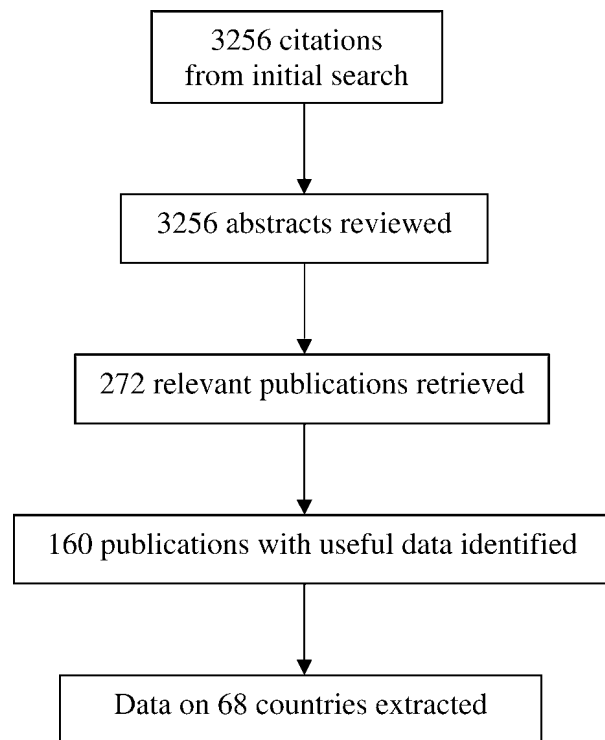 3256 citations
from initial search
3256 abstracts reviewed
272 relevant publications retrieved
160 publications with useful data identified
Data on 68 countries extracted